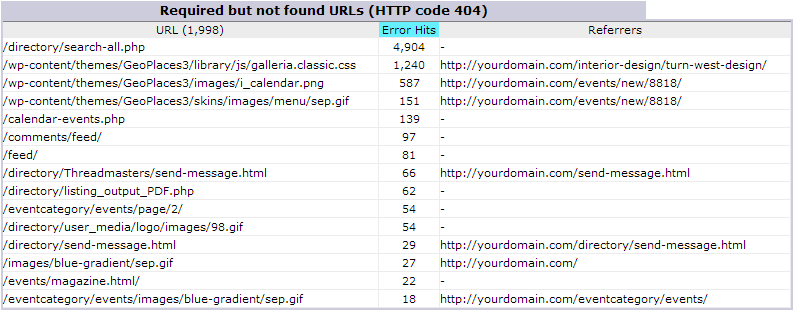 Required but not found URLs (HTTP code 404)
URL (1,998) Error Hits Referrers
/directory/search-all.php 4,904 -
/wp-content/themes/GeoPlaces3/library/js/galleria.classic.css 1,240 http://yourdomain.com/interior-design/turn-west-design/
/wp-content/themes/GeoPlaces3/images/i_calendar.png 587 http://yourdomain.com/events/new/8818/
/wp-content/themes/GeoPlaces3/skins/images/menu/sep.gif 151 http://yourdomain.com/events/new/8818/
/calendar-events.php 139 -
/comments/feed/ 97 -
/feed/ 81 -
/directory/Threadmasters/send-message.html 66 http://yourdomain.com/send-message.html
/directory/listing_output_PDF.php 62 -
/eventcategory/events/page/2/ 54 -
/directory/user_media/logo/images/98.gif 54 -
/directory/send-message.html 29 http://yourdomain.com/directory/send-message.html
/images/blue-gradient/sep.gif 27 http://yourdomain.com/
/events/magazine.html/ 22 -
/eventcategory/events/images/blue-gradient/sep.gif 18 http://yourdomain.com/eventcategory/events/